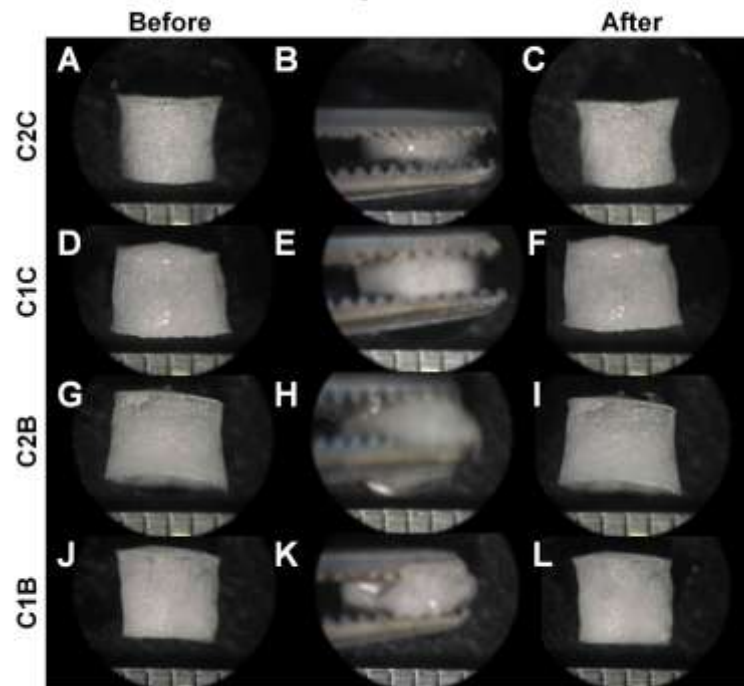 Before After
A B C
C2C
D E F
C1C
G H I
C2B
J K L
C1B